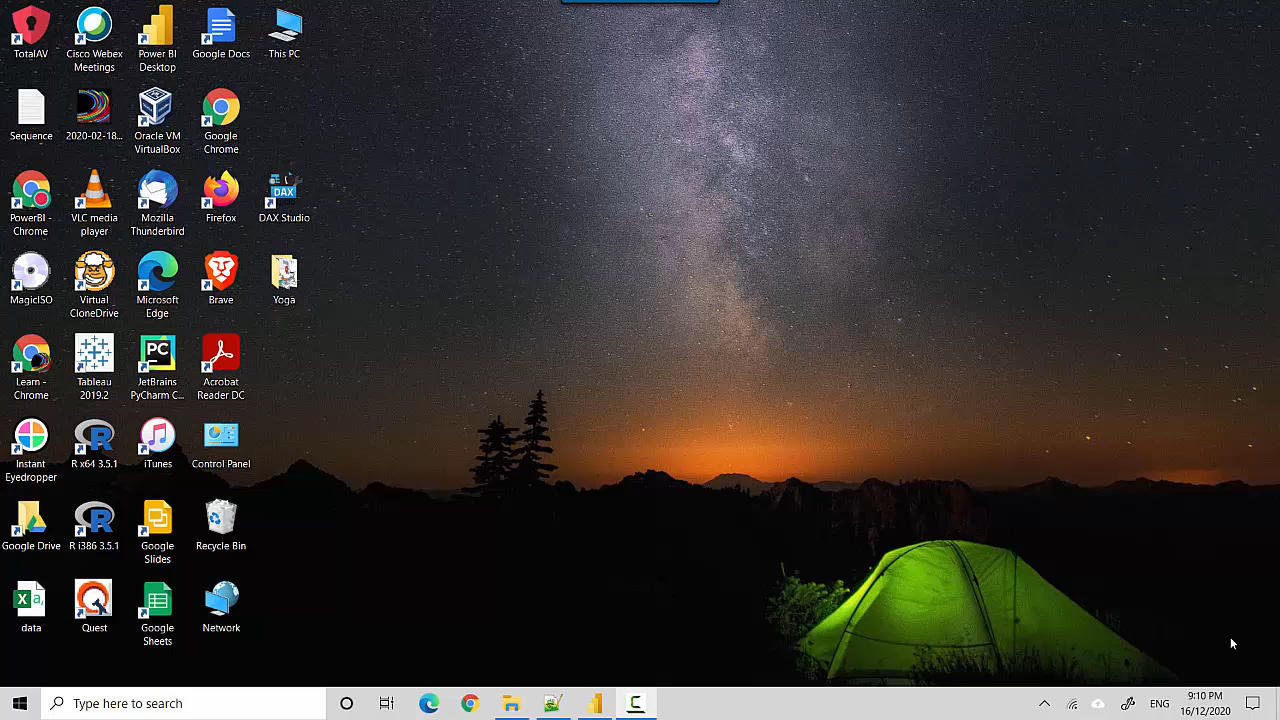 TotalAV
Cisco Webex
Meetings
Power BI
Desktop
Google Docs
This PC
Sequence
2020-02-18...
Oracle VM
VirtualBox
Google
Chrome
PowerBI -
Chrome
VLC media
player
Mozilla
Thunderbird
Firefox
DAX
DAX Studio
MagicISO
Virtual
CloneDrive
Microsoft
Edge
Brave
Yoga
Learn -
Chrome
Tableau
2019.2
PC
JetBrains
PyCharm C...
Acrobat
Reader DC
Instant
Eyedropper
R
R x64 3.5.1
iTunes
Control Panel
Google Drive
R
R i386 3.5.1
Google
Slides
Recycle Bin
X a,
data
Quest
Google
Sheets
Network
Type here to search
C
ENG
9:10 PM
16/12/2020